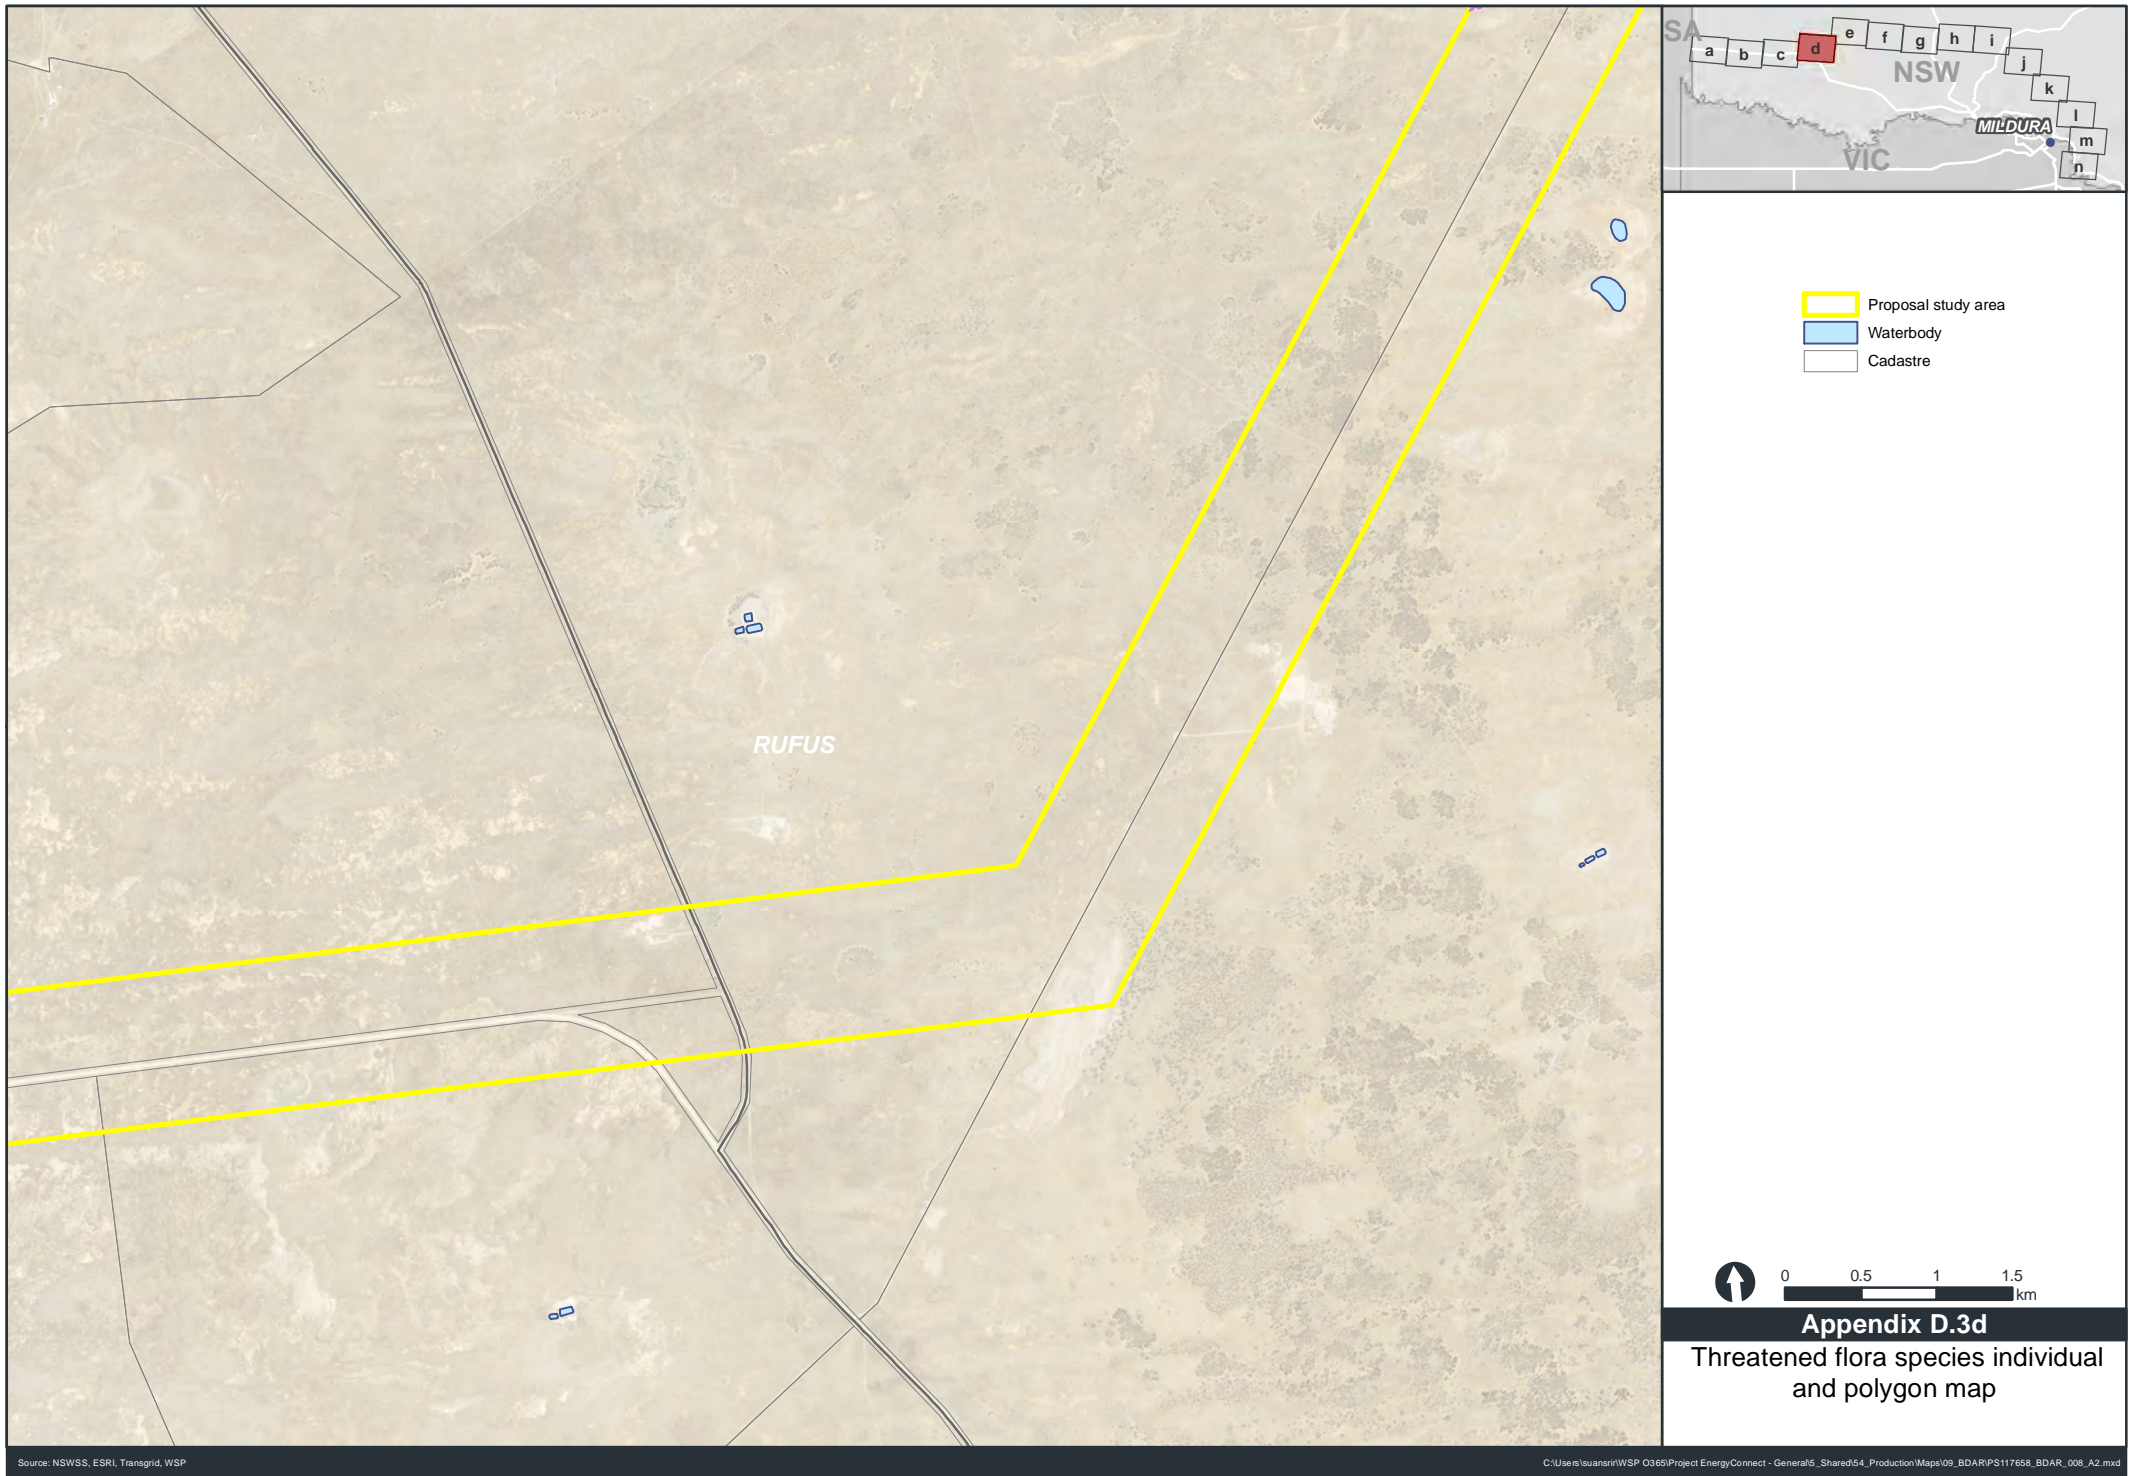 SA
a
b
c
d
e
f
g
h
i
j
k
l
m
n
NSW
MILDURA
VIC
Proposal study area
Waterbody
Cadastre
RUFUS
0 0.5 1 1.5
km
Appendix D.3d
Threatened flora species individual
and polygon map
Source: NSWSS, ESRI, Transgrid, WSP
C:\Users\suansrir\WSP O365\Project EnergyConnect - General\5_Shared\54_Production\Maps\09_BDAR\PS117658_BDAR_008_A2.mxd